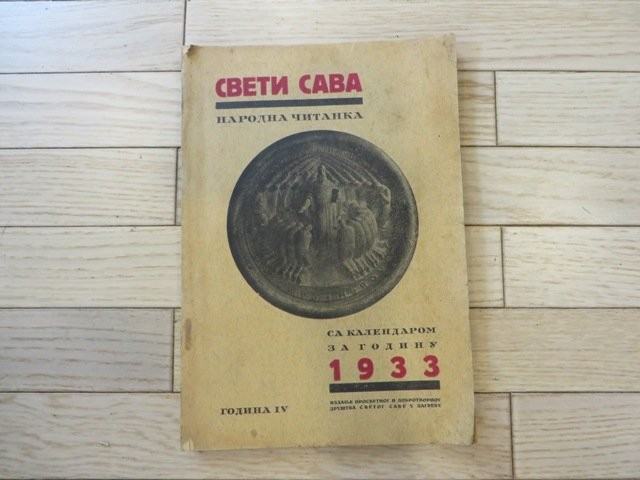 СВЕТИ САВА
НАРОДНА ЧИТАНКА
СА КАЛЕНДАРОМ
ЗА ГОДИНУ
1933
ГОДИНА IV
ИЗДАЊЕ ПРОСВЕТНОГ И ДОБРОТВОРНОГ
ДРУШТВА СВЕТОГ САВЕ У ЗАГРЕБУ